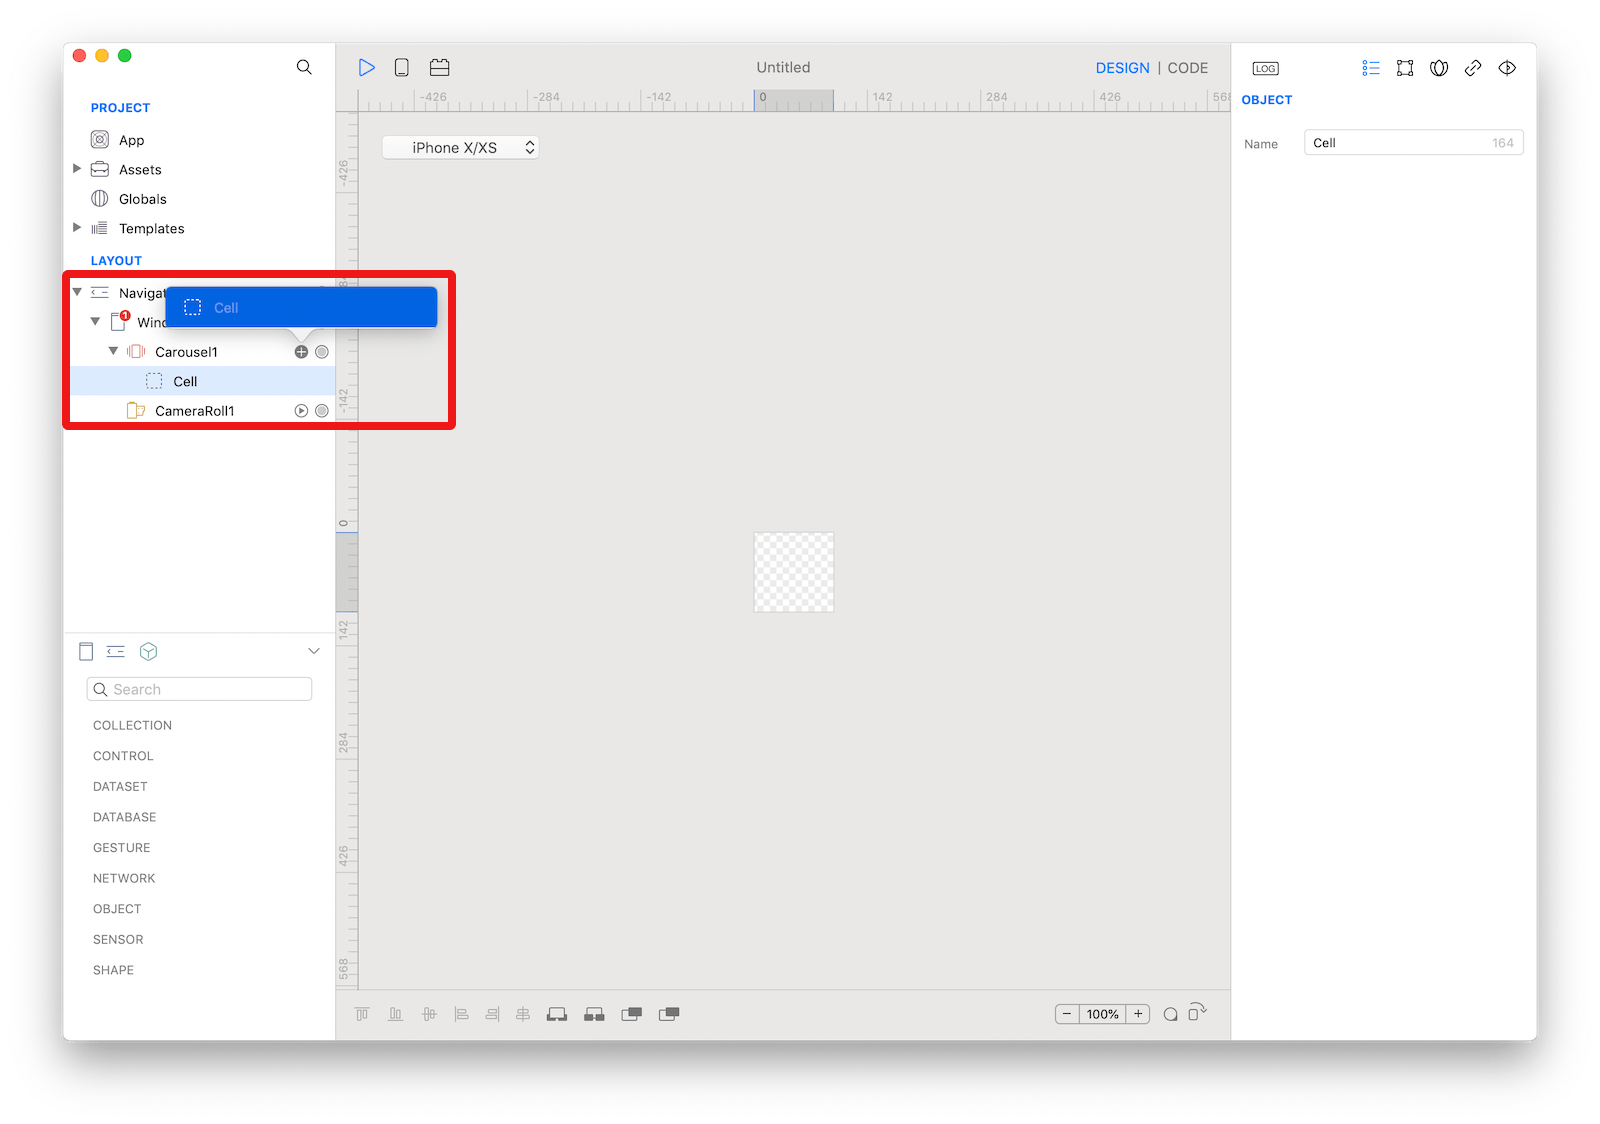 Untitled
DESIGN | CODE
LOG
PROJECT
App
Assets
Globals
Templates
LAYOUT
Navigat
Cell
1
Wind
Carousel1
Cell
CameraRoll1
-426
-284
-142
0
142
284
426
568
iPhone X/XS
-426
-142
0
142
284
426
568
OBJECT
Name
Cell
164
Search
COLLECTION
CONTROL
DATASET
DATABASE
GESTURE
NETWORK
OBJECT
SENSOR
SHAPE
− 100% +